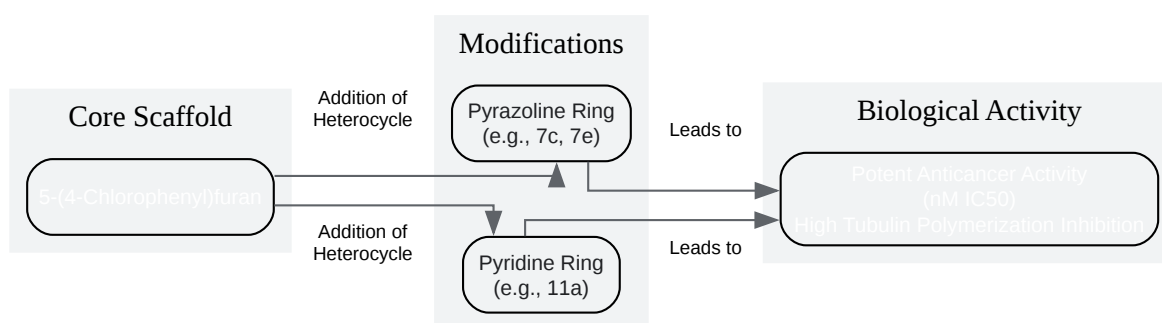 Core Scaffold
5-(4-Chlorophenyl)furan
Addition of
Heterocycle
Addition of
Heterocycle
Modifications
Pyrazoline Ring
(e.g., 7c, 7e)
Pyridine Ring
(e.g., 11a)
Leads to
Leads to
Biological Activity
Potent Anticancer Activity
(nM IC50)
High Tubulin Polymerization Inhibition